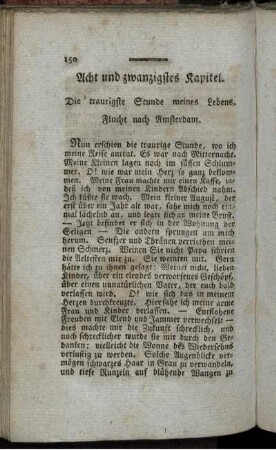 150
Acht und zwanzigstes Kapitel.
Die traurigste Stunde meines Lebens.
Flucht nach Amsterdam.
Nun erschien die traurige Stunde, wo ich
meine Reise antrat. Es war nach Mitternacht.
Meine Kleinen lagen noch im süssen Schlum-
mer. O! wie war mein Herz so ganz beklom-
men. Meine Frau machte mir einen Kaffe, in-
deß ich von meinen Kindern Abschied nahm.
Ich küßte sie wach. Mein kleiner August, der
erst über ein Jahr alt war, sahe mich noch ein-
mal lächelnd an, und legte sich an meine Brust.
— Jetzt befindet er sich in der Wohnung der
Seligen — Die andern sprungen um mich
herum. Seufzer und Thränen verriethen mei-
nen Schmerz. Weinen Sie nicht Papa schrien
die Aeltesten mir zu. Sie weinten mit. Gern
hätte ich zu ihnen gesagt: Weinet nicht, liebken
Kinder, über ein elendes verworfenes Geschöpf,
über einen unnatürlichen Vater, der euch bald
verlassen wird. O! wie sich das in meinem
Herzen durchkreuzte. Hier sahe ich meine arme
Frau und Kinder verlassen. — Entflohene
Freuden mit Elend und Jammer verwechselt —
dies machte mir die Zukunft schrecklich, und
noch schrecklicher wurde sie mir durch den Ge-
danken; vielleicht die Wonne des Wiedersehns
verlustig zu werden. Solche Augenblicke ver-
mögen schwarzes Haar in Grau zu verwandeln,
und tiefe Runzeln auf blühende Wangen zu